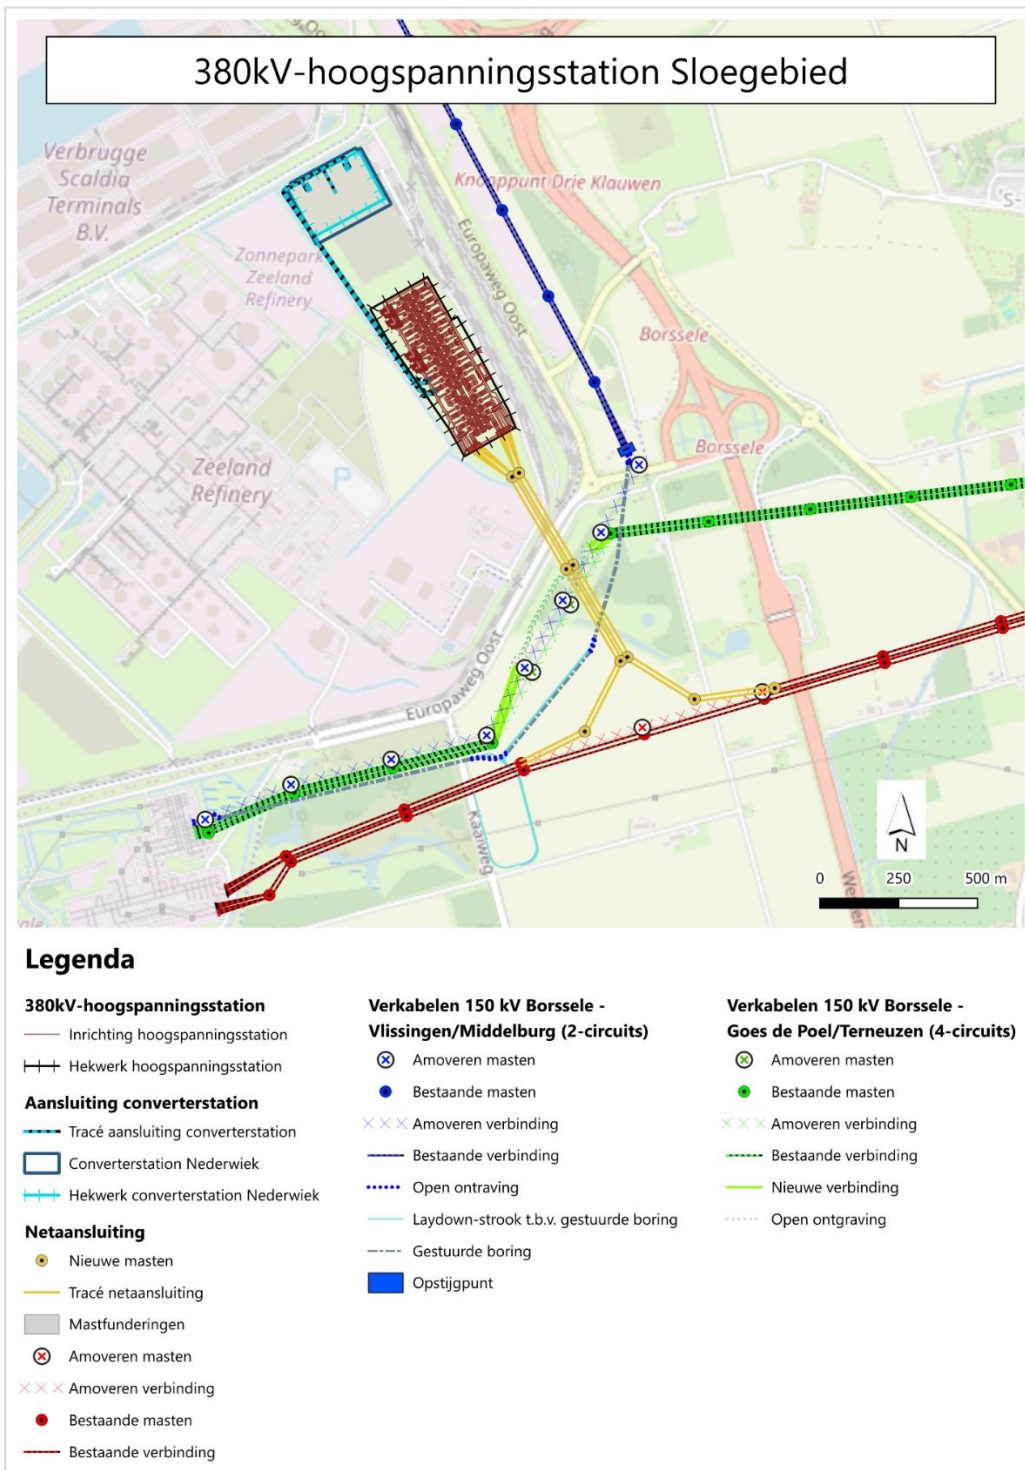 380kV-hoogspanningsstation Sloegebied
Verbrugge
Scaldia
Terminals
B.V.
Knooppunt Drie Klauwen
'S-
Zonnepark
Zeeland
Refinery
Europaweg Oost
Borssele
Borssele
Zeeland
Refinery
P
Europaweg Oost
Kaaiweg
N
0 250 500 m
Legenda
380kV-hoogspanningsstation
Inrichting hoogspanningsstation
Hekwerk hoogspanningsstation
Aansluiting converterstation
Tracé aansluiting converterstation
Converterstation Nederwiek
Hekwerk converterstation Nederwiek
Netaansluiting
Nieuwe masten
Tracé netaansluiting
Mastfunderingen
Amoveren masten
Amoveren verbinding
Bestaande masten
Bestaande verbinding
Verkabelen 150 kV Borssele -
Vlissingen/Middelburg (2-circuits)
Amoveren masten
Bestaande masten
Amoveren verbinding
Bestaande verbinding
Open ontraving
Laydown-strook t.b.v. gestuurde boring
Gestuurde boring
Opstijgpunt
Verkabelen 150 kV Borssele -
Goes de Poel/Terneuzen (4-circuits)
Amoveren masten
Bestaande masten
Amoveren verbinding
Bestaande verbinding
Nieuwe verbinding
Open ontgraving